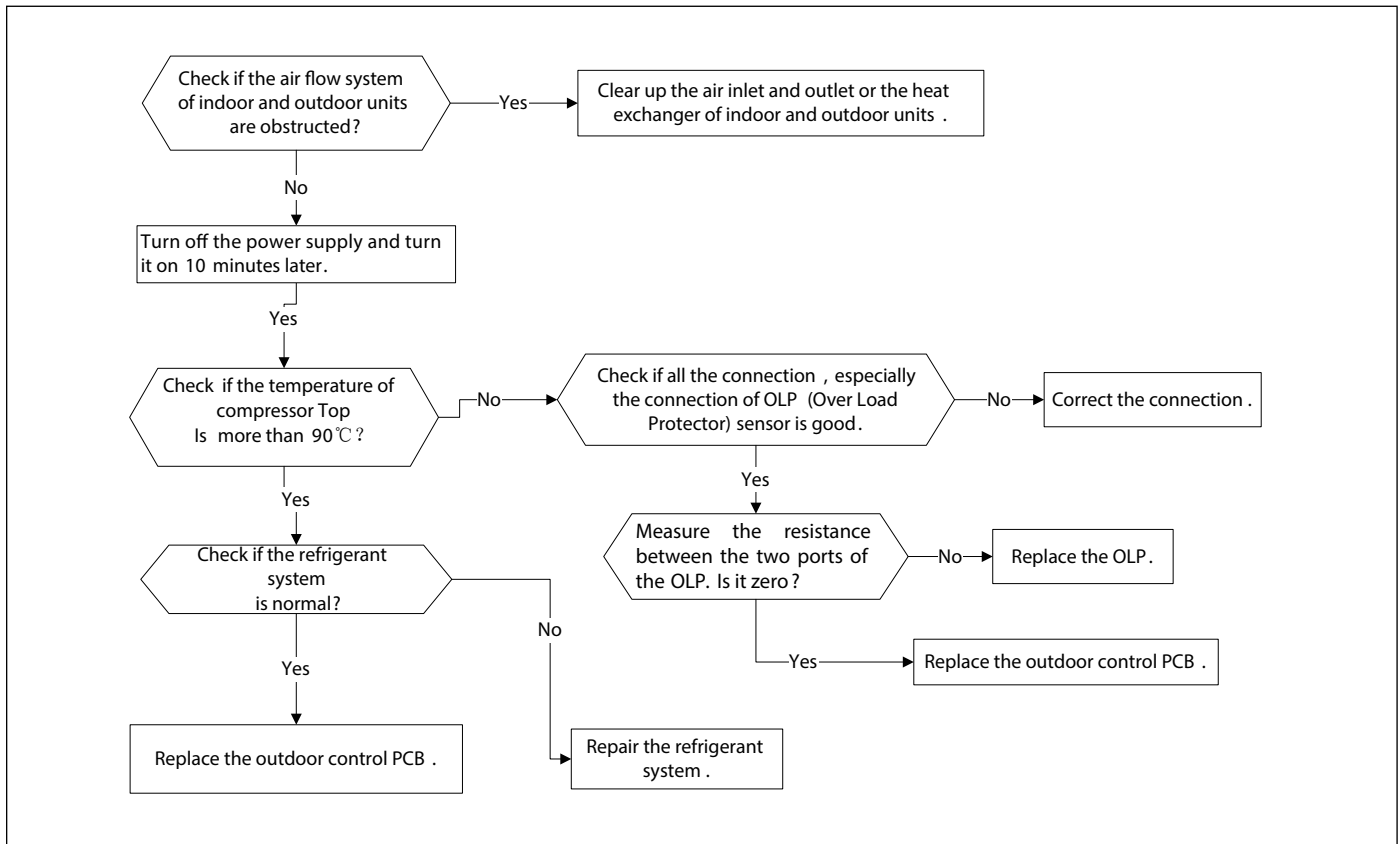 Check if the air flow system
of indoor and outdoor units
are obstructed?
Yes
Clear up the air inlet and outlet or the heat
exchanger of indoor and outdoor units .
No
Turn off the power supply and turn
it on 10 minutes later.
Yes
Check if the temperature of
compressor Top
Is more than 90℃?
No
Check if all the connection , especially
the connection of OLP (Over Load
Protector) sensor is good.
No
Correct the connection .
Yes
Yes
Measure the resistance
between the two ports of
the OLP. Is it zero?
No
Replace the OLP.
Check if the refrigerant
system
is normal?
No
Yes
Yes
Replace the outdoor control PCB .
Replace the outdoor control PCB .
Repair the refrigerant
system .